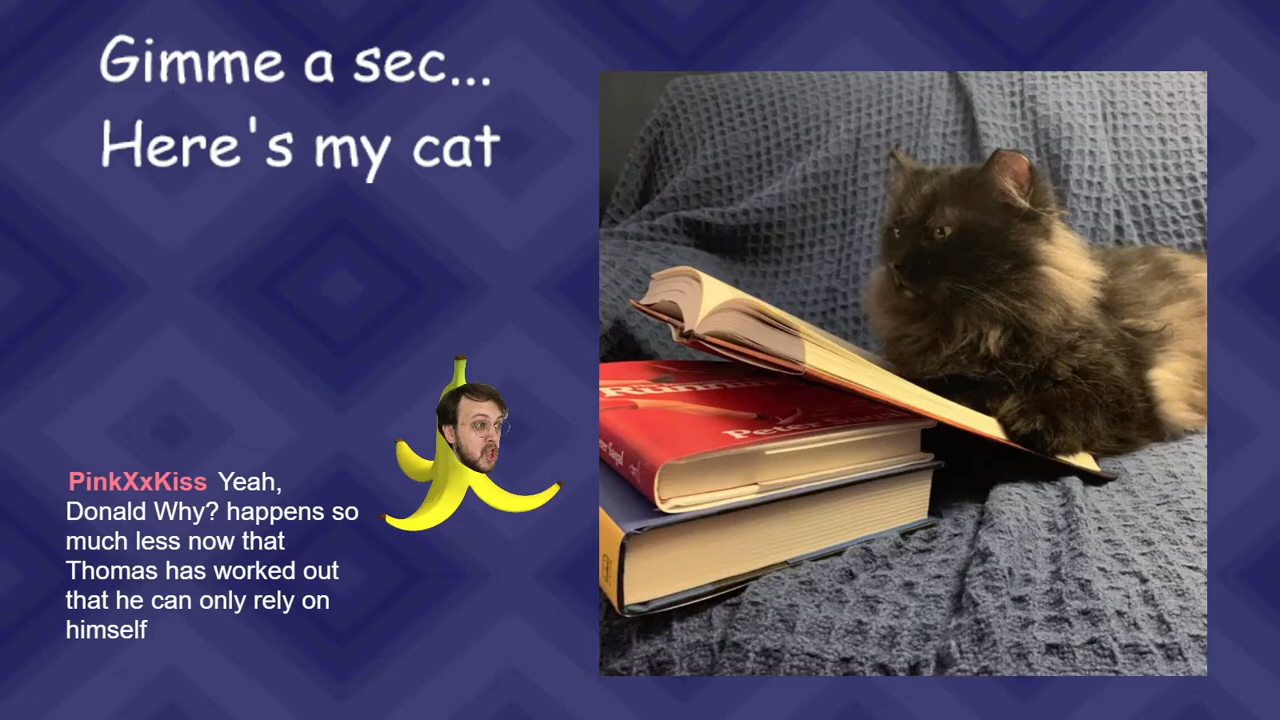 Gimme a sec...
Here's my cat
PinkXxKiss Yeah,
Donald Why? happens so
much less now that
Thomas has worked out
that he can only rely on
himself
Peter